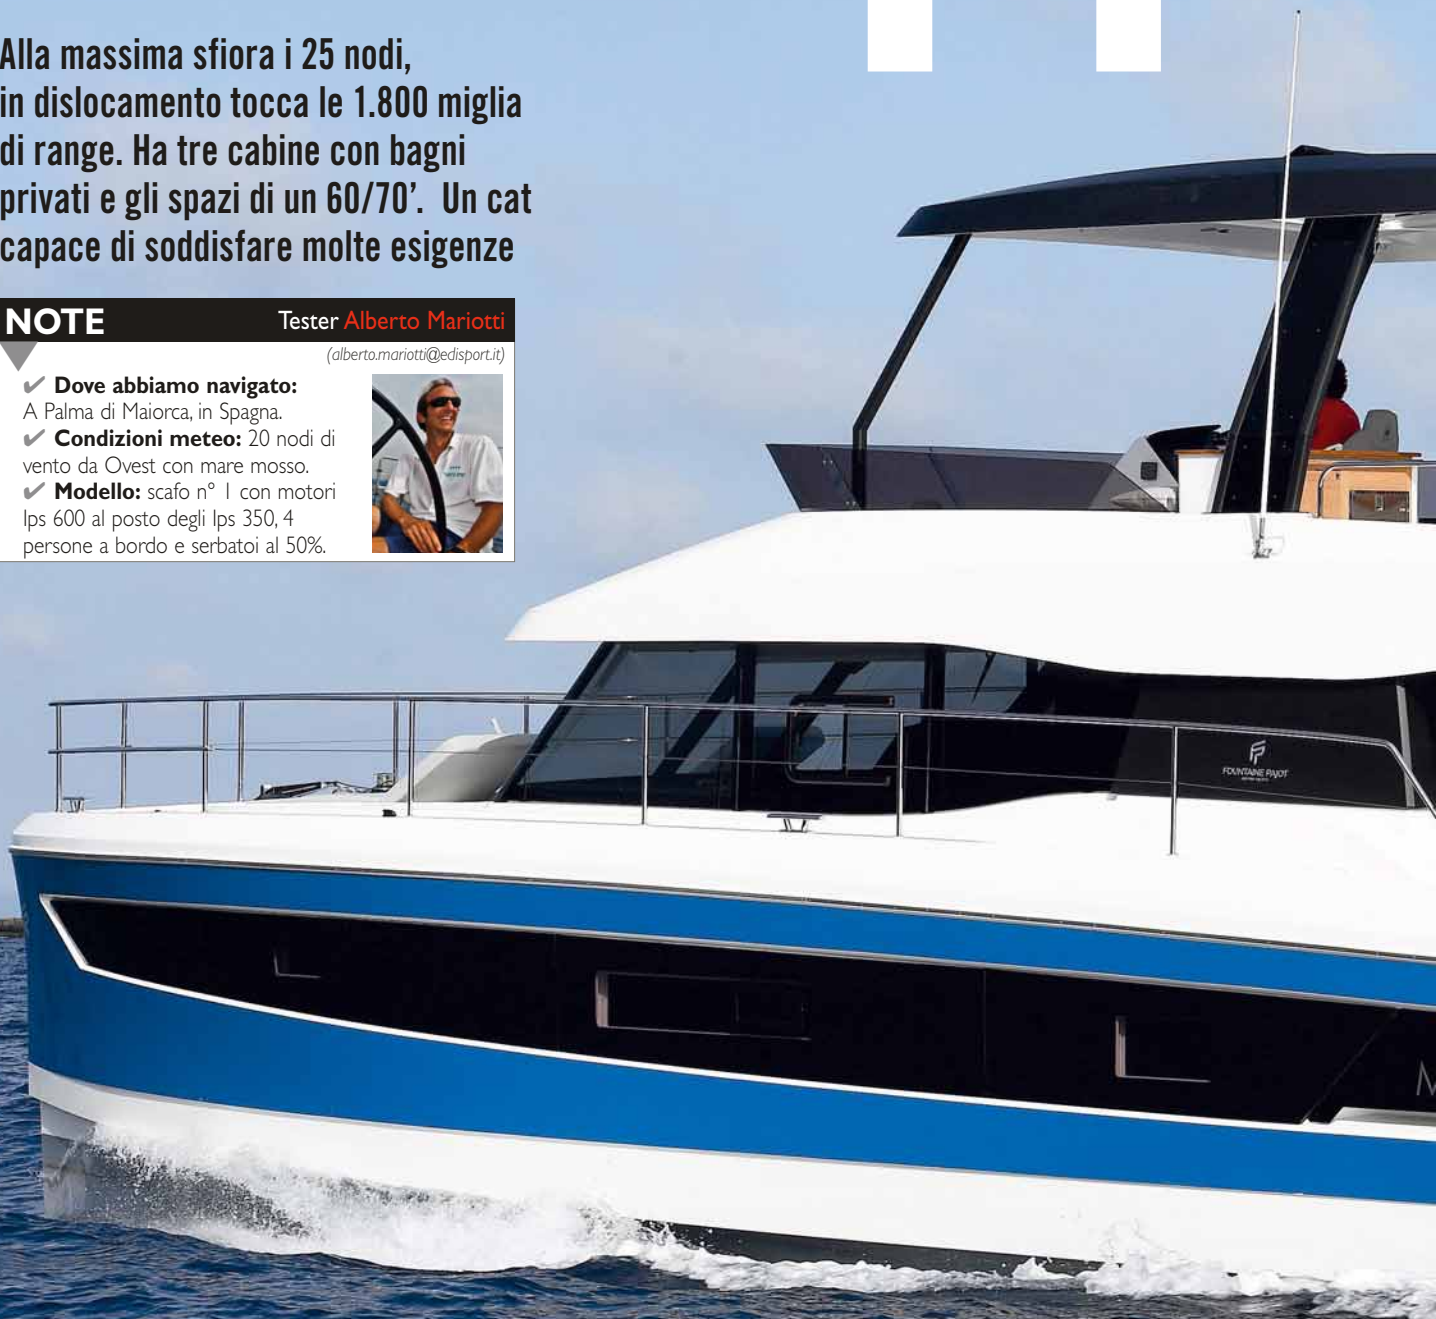 Alla massima sfiora i 25 nodi,
in dislocamento tocca le 1.800 miglia
di range. Ha tre cabine con bagni
privati e gli spazi di un 60/70’. Un cat
capace di soddisfare molte esigenze
NOTE Tester Alberto Mariotti
(alberto.mariotti@edisport.it)
✔ Dove abbiamo navigato:
A Palma di Maiorca, in Spagna.
✔ Condizioni meteo: 20 nodi di
vento da Ovest con mare mosso.
✔ Modello: scafo n° 1 con motori
Ips 600 al posto degli Ips 350, 4
persone a bordo e serbatoi al 50%.
FOUNTAINE PAJOT
M